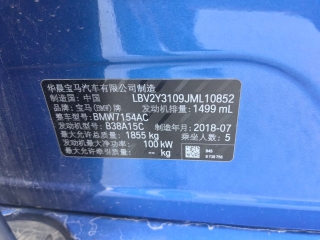 华晨宝马汽车有限公司制造
制造国：中国 LBV2Y3109JML10852
品牌：宝马(BMW)牌 发动机排量：1499 mL
整车型号：BMW7154AC
发动机型号：B38A15C 制造年月：2018-07
最大允许总质量：1855 kg 乘坐人数：5
发动机最大净功率：100 kW
最大允许牵引质量：-- kg